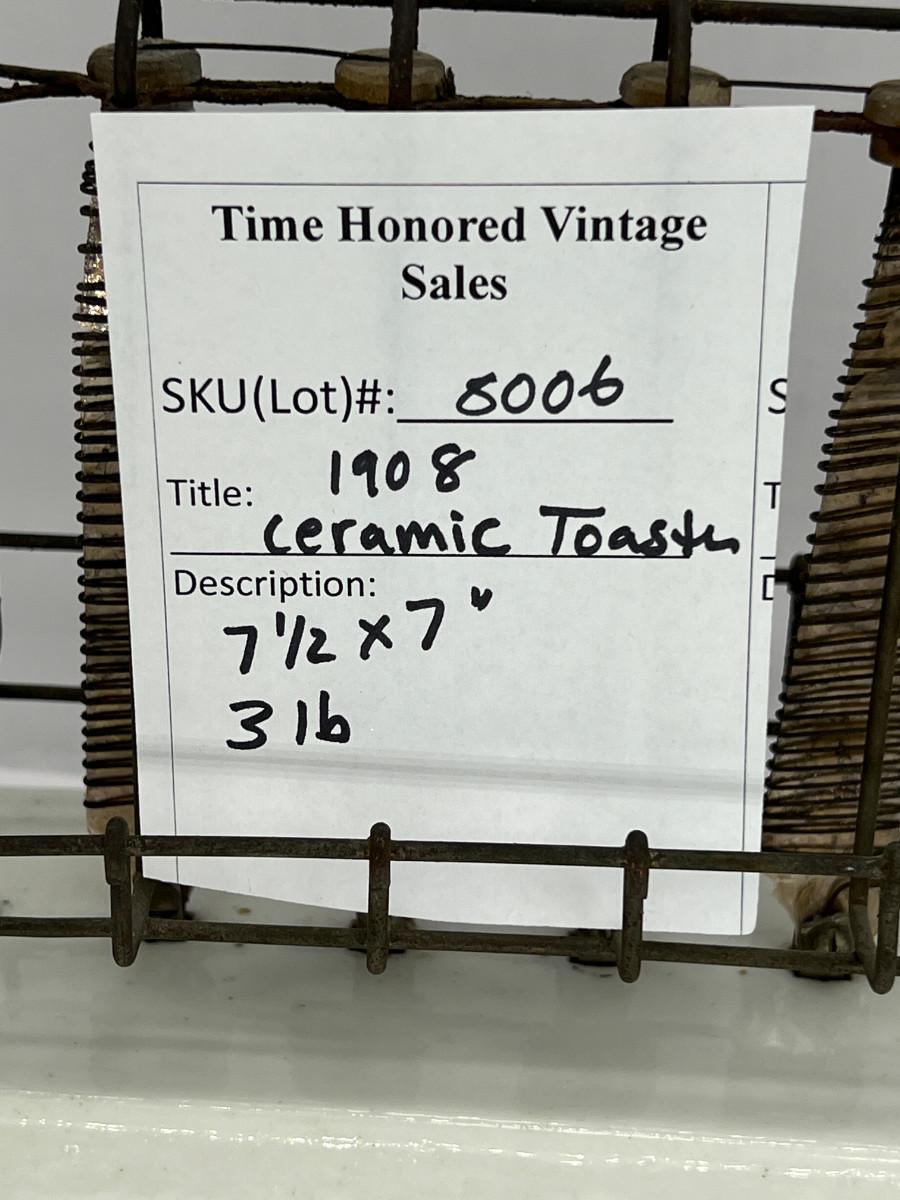 Time Honored Vintage
Sales
SKU(Lot)#: 8006
1908
Title:
Ceramic Toaster
Description:
7 1/2 x 7"
3 lb
S
T
D